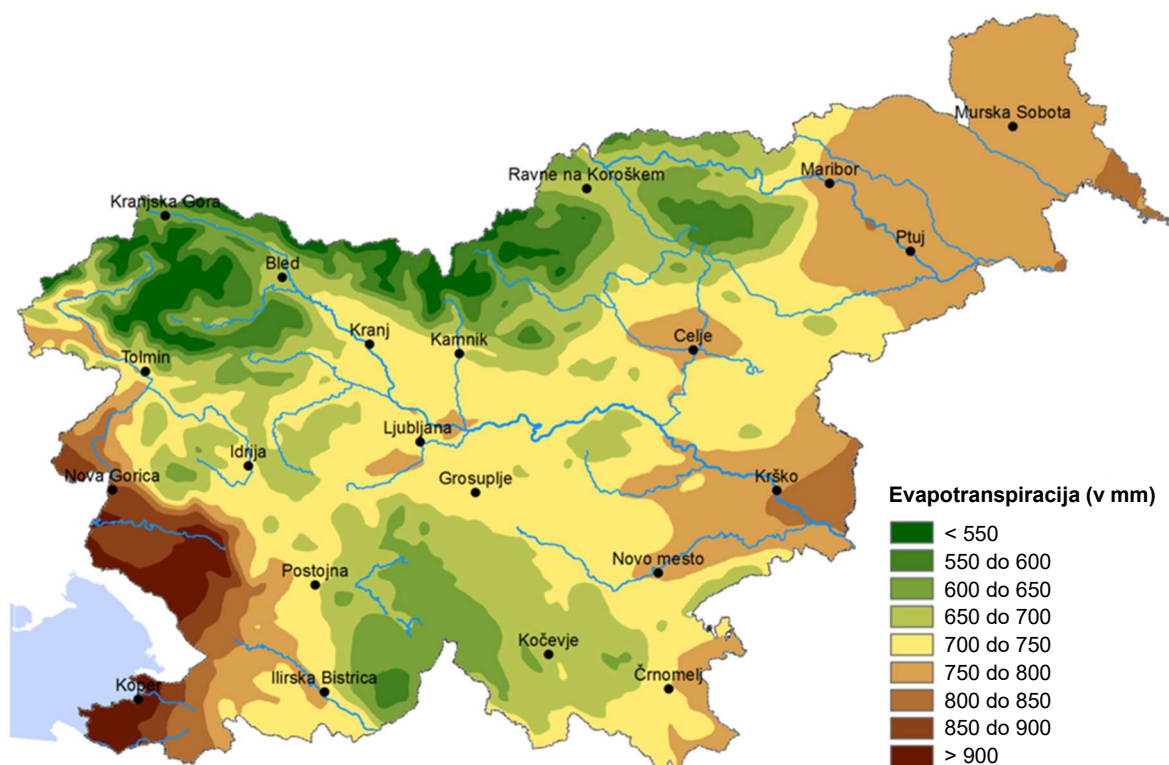 Murska Sobota
Ravne na Koroškem
Maribor
Kranjska Gora
Ptuj
Bled
Kranj
Kamnik
Celje
Tolmin
Ljubljana
Idrija
Nova Gorica
Grosuplje
Krško
Postojna
Novo mesto
Kočevje
Koper
Ilirska Bistrica
Črnomelj
Evapotranspiracija (v mm)
< 550
550 do 600
600 do 650
650 do 700
700 do 750
750 do 800
800 do 850
850 do 900
> 900